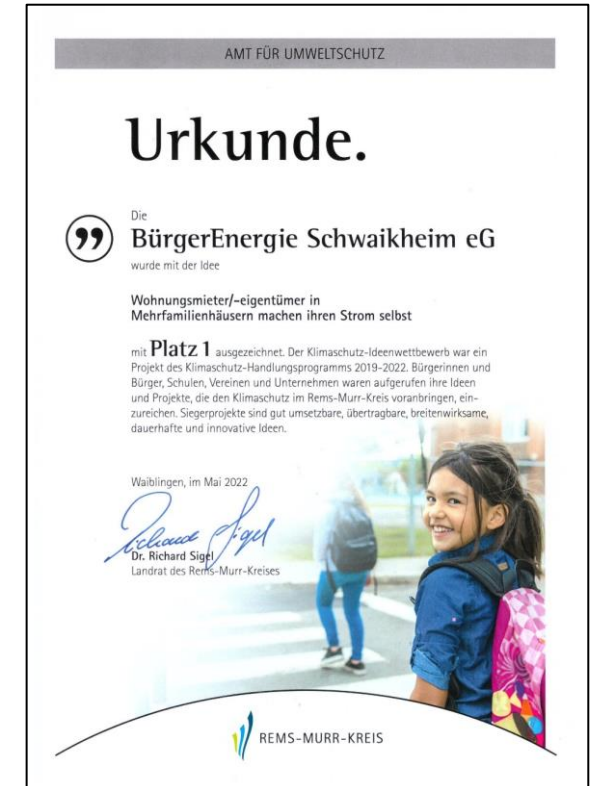 AMT FÜR UMWELTSCHUTZ
Urkunde.
Die
BürgerEnergie Schwaikheim eG
wurde mit der Idee
Wohnungsmieter/-eigentümer in
Mehrfamilienhäusern machen ihren Strom selbst
mit Platz 1 ausgezeichnet. Der Klimaschutz-Ideenwettbewerb war ein
Projekt des Klimaschutz-Handlungsprogramms 2019-2022. Bürgerinnen und
Bürger, Schulen, Vereinen und Unternehmen waren aufgerufen ihre Ideen
und Projekte, die den Klimaschutz im Rems-Murr-Kreis voranbringen, ein-
zureichen. Siegerprojekte sind gut umsetzbare, übertragbare, breitenwirksame,
dauerhafte und innovative Ideen.
Waiblingen, im Mai 2022
Richard Sigel
Dr. Richard Sigel
Landrat des Rems-Murr-Kreises
REMS-MURR-KREIS